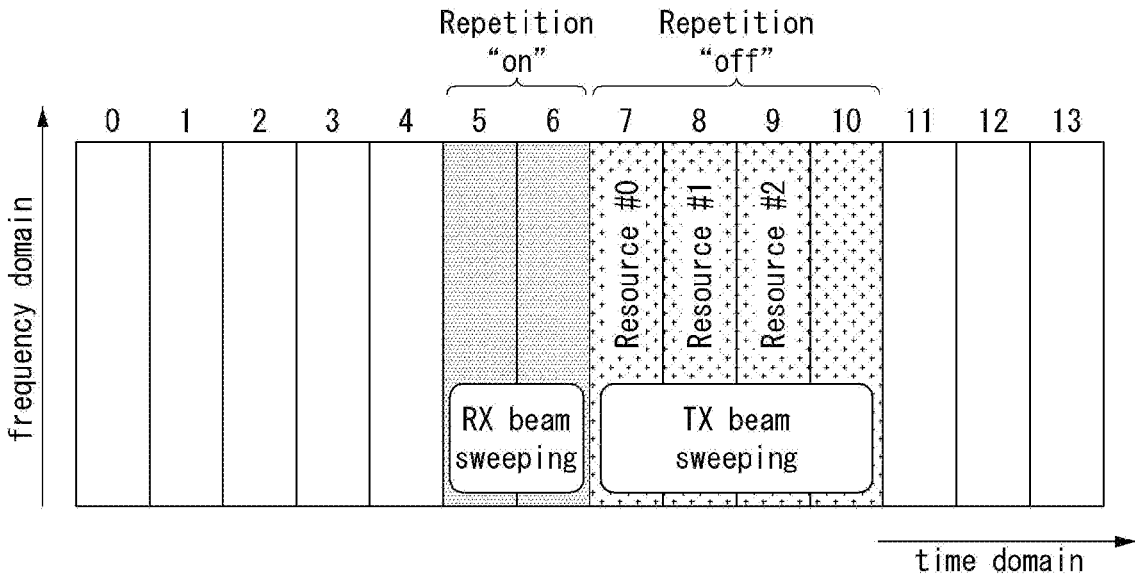 Repetition
“on”
Repetition
“off”
0 1 2 3 4 5 6 7 8 9 10 11 12 13
Resource #0
Resource #1
Resource #2
RX beam
sweeping
TX beam
sweeping
frequency domain
time domain